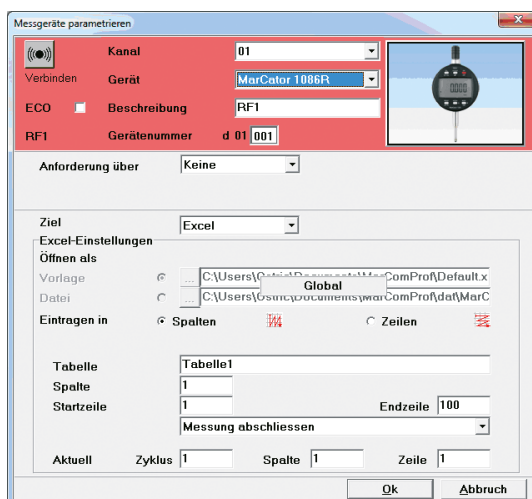 Messgeräte parametrieren
Kanal 01
Verbinden Gerät MarCator 1086R
ECO Beschreibung RF1
RF1 Gerätenummer d 01 001
Anforderung über Keine
Ziel Excel
Excel-Einstellungen
Öffnen als
Vorlage ... C:\Users\Ostric\Documents\MarComProf\Default.x
Global
Datei ... C:\Users\Ostric\Documents\MarComProf\dat\MarC
Eintragen in Spalten Zeilen
Tabelle Tabelle1
Spalte 1
Startzeile 1 Endzeile 100
Messung abschliessen
Aktuell Zyklus 1 Spalte 1 Zeile 1
Ok Abbruch